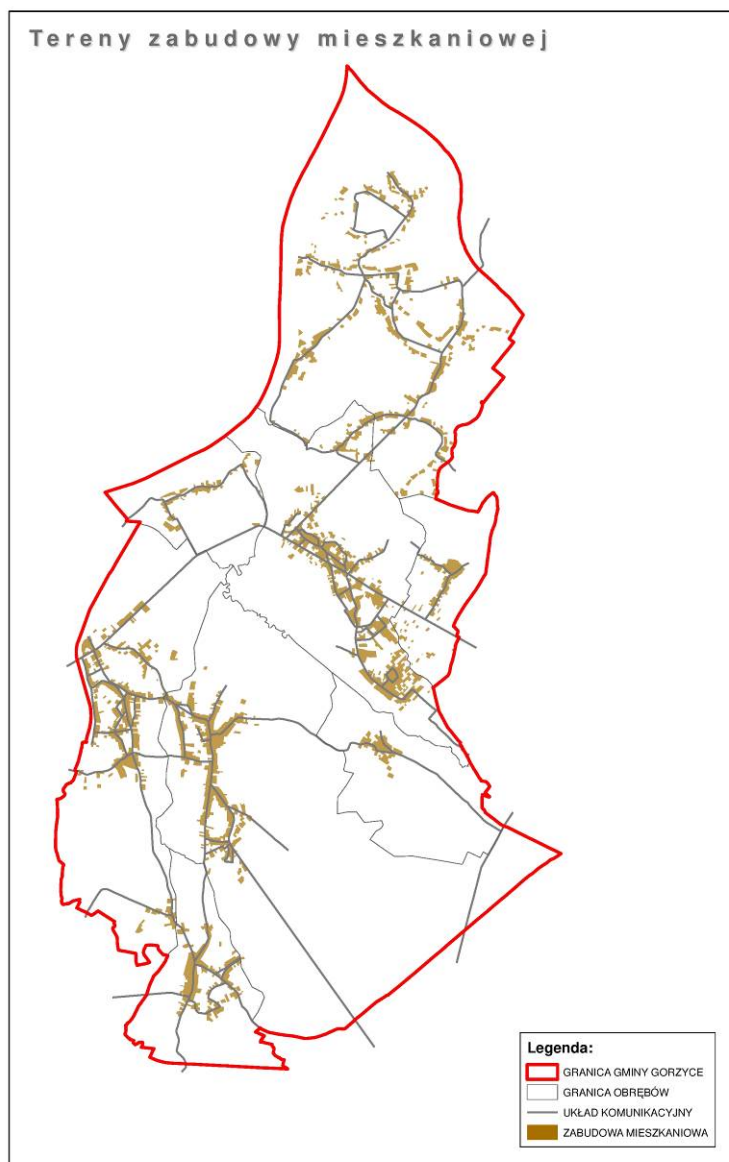 Tereny zabudowy mieszkaniowej
Legenda:
GRANICA GMINY GORZYCE
GRANICA OBRĘBÓW
UKŁAD KOMUNIKACYJNY
ZABUDOWA MIESZKANIOWA